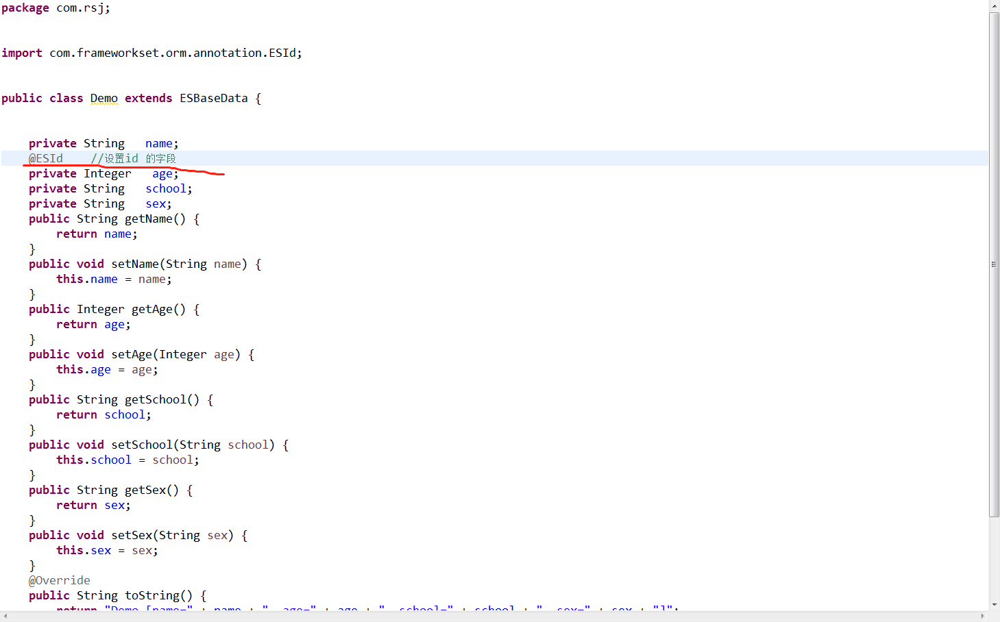 package com.rsj;
import com.frameworkset.orm.annotation.ESId;
public class Demo extends ESBaseData {
private String   name;
@ESId    //设置id 的字段
private Integer   age;
private String   school;
private String   sex;
public String getName() {
return name;
}
public void setName(String name) {
this.name = name;
}
public Integer getAge() {
return age;
}
public void setAge(Integer age) {
this.age = age;
}
public String getSchool() {
return school;
}
public void setSchool(String school) {
this.school = school;
}
public String getSex() {
return sex;
}
public void setSex(String sex) {
this.sex = sex;
}
@Override
public String toString() {
return "Demo [name=" + name + ", age=" + age + ", school=" + school + ", sex=" + sex + "]";